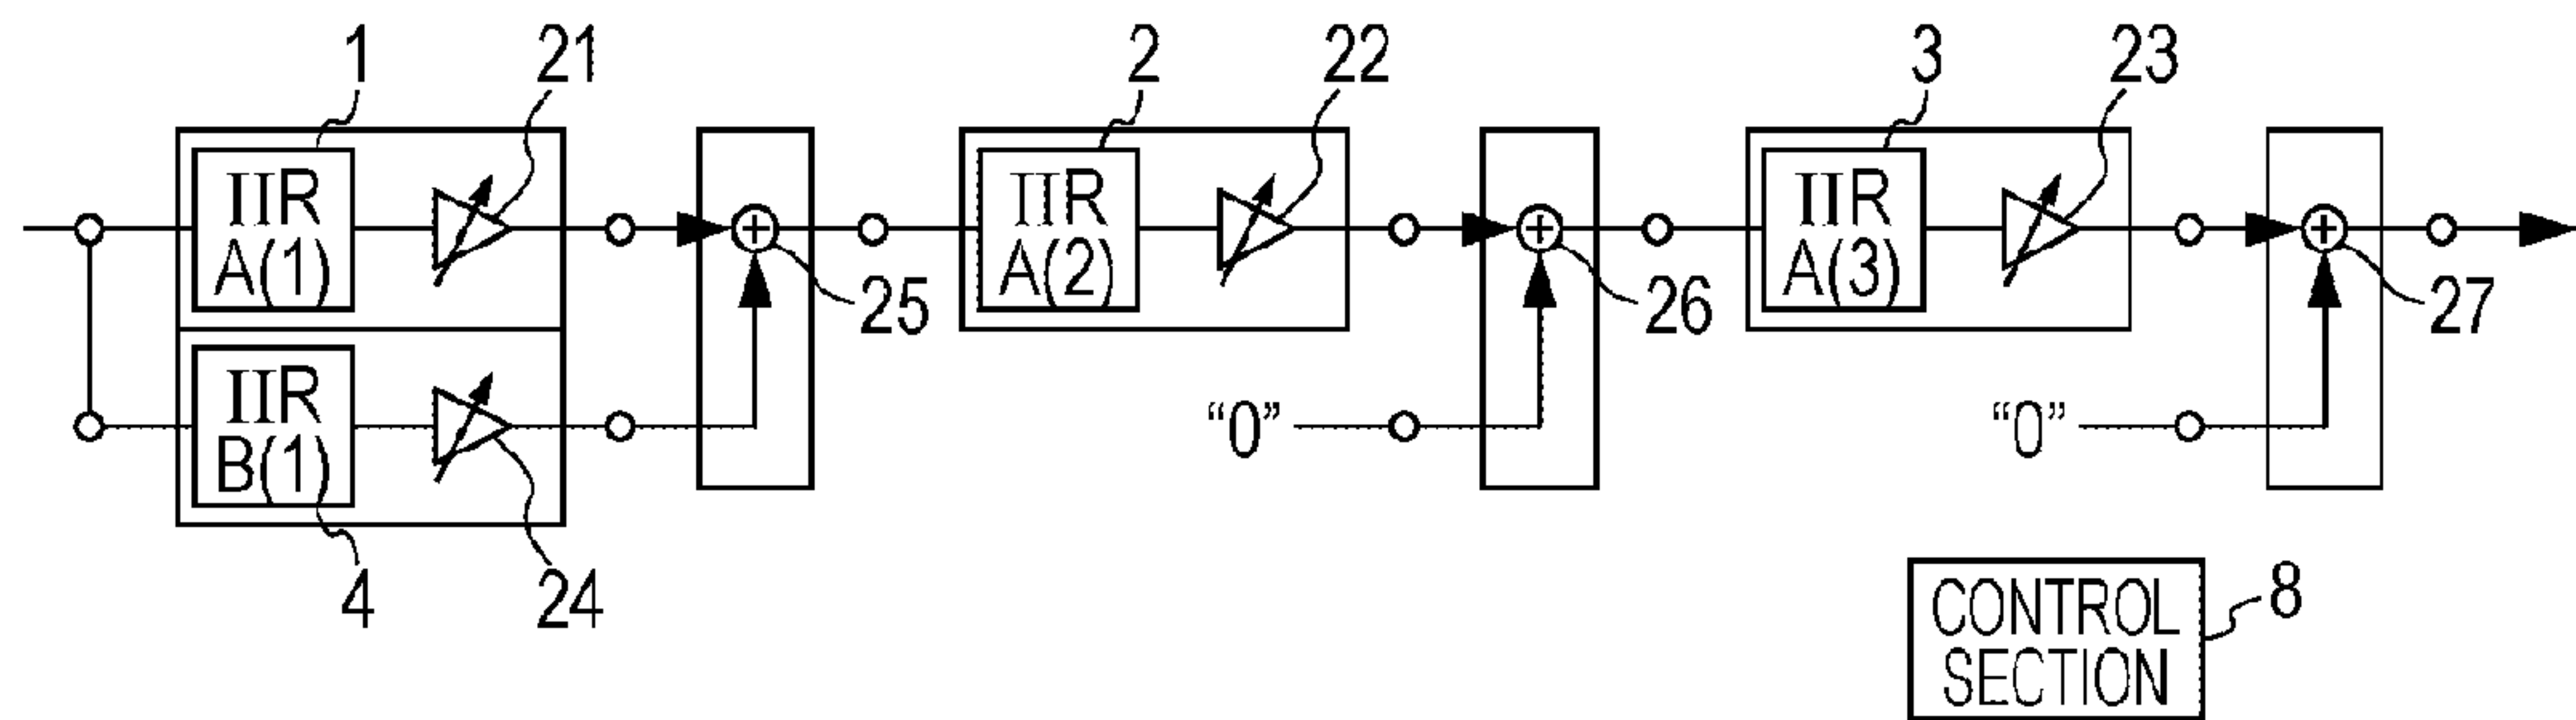 1 21 2 22 3 23
IIR
A(1)
IIR
A(2)
IIR
A(3)
25 26 27
IIR
B(1)
"0" "0"
4 24
CONTROL
SECTION
8